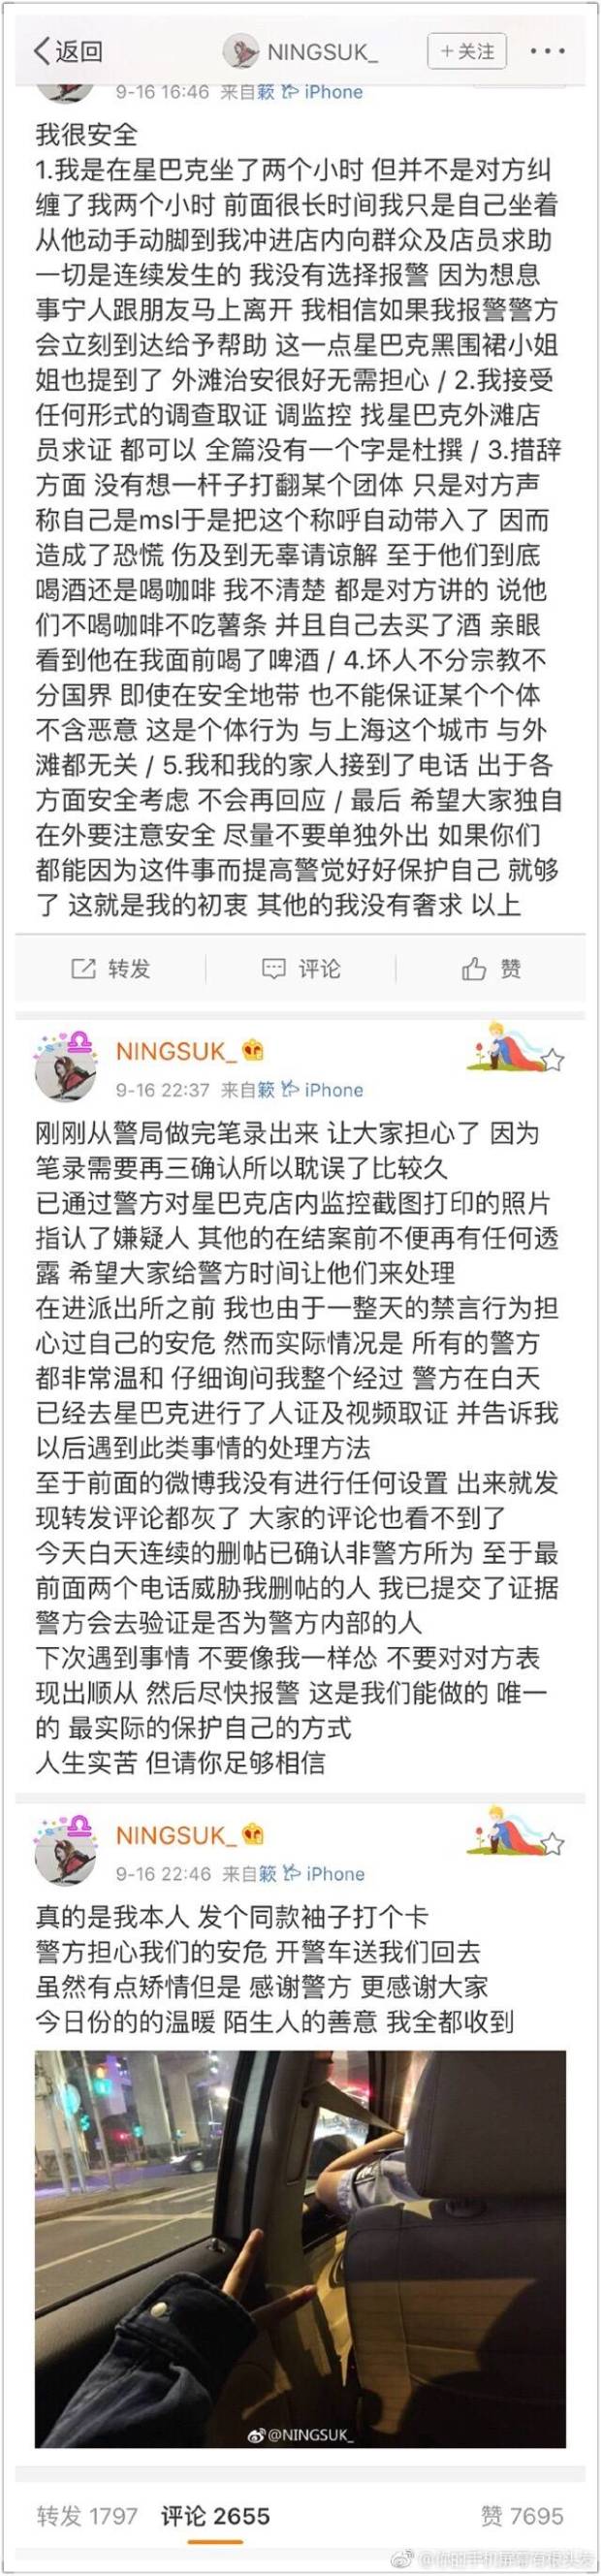 返回
NINGSUK_
+关注
9-16 16:46 来自簌 iPhone
我很安全
1.我是在星巴克坐了两个小时 但并不是对方纠
缠了我两个小时 前面很长时间我只是自己坐着
从他动手动脚到我冲进店内向群众及店员求助
一切是连续发生的 我没有选择报警 因为想息
事宁人跟朋友马上离开 我相信如果我报警警方
会立刻到达给予帮助 这一点星巴克黑围裙小姐
姐也提到了 外滩治安很好无需担心 / 2.我接受
任何形式的调查取证 调监控 找星巴克外滩店
员求证 都可以 全篇没有一个字是杜撰 / 3.措辞
方面 没有想一杆子打翻某个团体 只是对方声
称自己是msl于是把这个称呼自动带入了 因而
造成了恐慌 伤及到无辜请谅解 至于他们到底
喝酒还是喝咖啡 我不清楚 都是对方讲的 说他
们不喝咖啡不吃薯条 并且自己去买了酒 亲眼
看到他在我面前喝了啤酒 / 4.坏人不分宗教不
分国界 即使在安全地带 也不能保证某个个体
不含恶意 这是个体行为 与上海这个城市 与外
滩都无关 / 5.我和我的家人接到了电话 出于各
方面安全考虑 不会再回应 / 最后 希望大家独自
在外要注意安全 尽量不要单独外出 如果你们
都能因为这件事而提高警觉好好保护自己 就够
了 这就是我的初衷 其他的我没有奢求 以上
转发
评论
赞
NINGSUK_
9-16 22:37 来自簌 iPhone
刚刚从警局做完笔录出来 让大家担心了 因为
笔录需要再三确认所以耽误了比较久
已通过警方对星巴克店内监控截图打印的照片
指认了嫌疑人 其他的在结案前不便再有任何透
露 希望大家给警方时间让他们来处理
在进派出所之前 我也由于一整天的禁言行为担
心过自己的安危 然而实际情况是 所有的警方
都非常温和 仔细询问我整个经过 警方在白天
已经去星巴克进行了人证及视频取证 并告诉我
以后遇到此类事情的处理方法
至于前面的微博我没有进行任何设置 出来就发
现转发评论都灰了 大家的评论也看不到了
今天白天连续的删帖已确认非警方所为 至于最
前面两个电话威胁我删帖的人 我已提交了证据
警方会去验证是否为警方内部的人
下次遇到事情 不要像我一样怂 不要对对方表
现出顺从 然后尽快报警 这是我们能做的 唯一
的 最实际的保护自己的方式
人生实苦 但请你足够相信
NINGSUK_
9-16 22:46 来自簌 iPhone
真的是我本人 发个同款袖子打个卡
警方担心我们的安危 开警车送我们回去
虽然有点矫情但是 感谢警方 更感谢大家
今日份的的温暖 陌生人的善意 我全都收到
@NINGSUK_
转发 1797 评论 2655
赞 7695